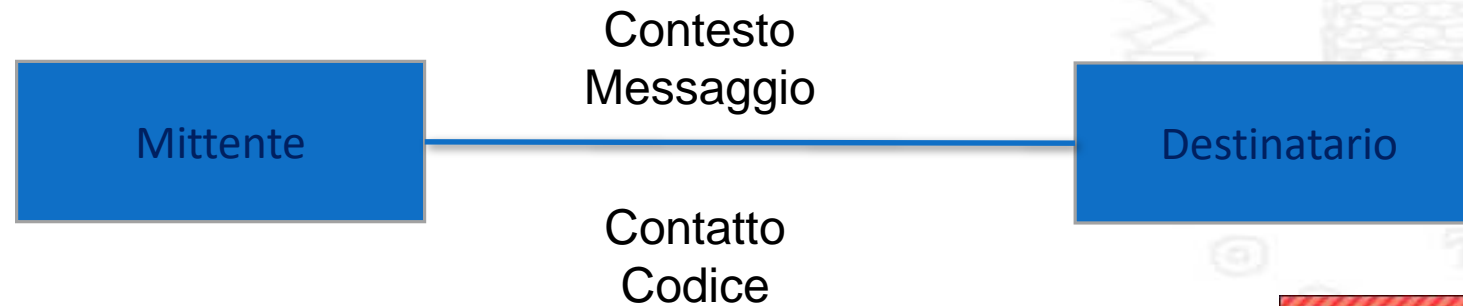 Contesto
Messaggio
Mittente
Destinatario
Contatto
Codice